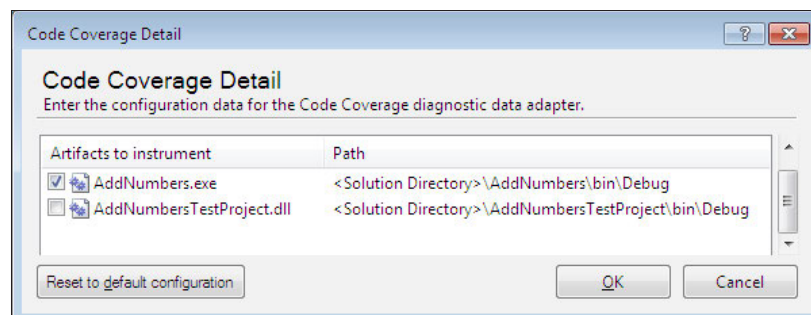 Code Coverage Detail
Code Coverage Detail
Enter the configuration data for the Code Coverage diagnostic data adapter.
Artifacts to instrument Path
AddNumbers.exe <Solution Directory>\AddNumbers\bin\Debug
AddNumbersTestProject.dll <Solution Directory>\AddNumbersTestProject\bin\Debug
Reset to default configuration OK Cancel